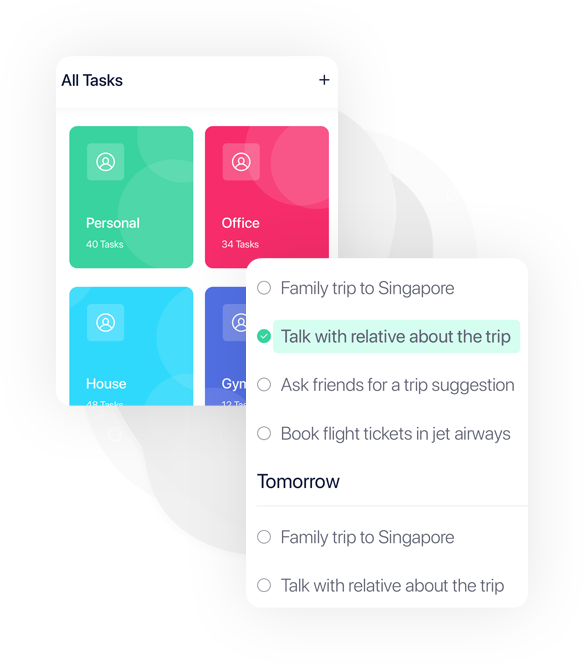 All Tasks
Personal
40 Tasks
Office
34 Tasks
House
48 Tasks
Gym
12 Tasks
Family trip to Singapore
Talk with relative about the trip
Ask friends for a trip suggestion
Book flight tickets in jet airways
Tomorrow
Family trip to Singapore
Talk with relative about the trip